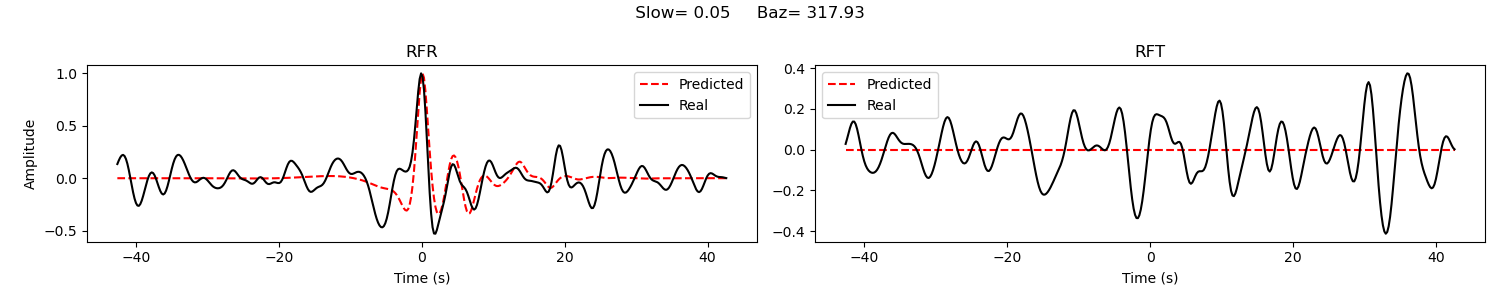 Slow= 0.05     Baz= 317.93
RFR
RFT
Amplitude
1.0
0.5
0.0
−0.5
Predicted
Real
−40
−20
0
20
40
Time (s)
0.4
0.2
0.0
−0.2
−0.4
Predicted
Real
−40
−20
0
20
40
Time (s)